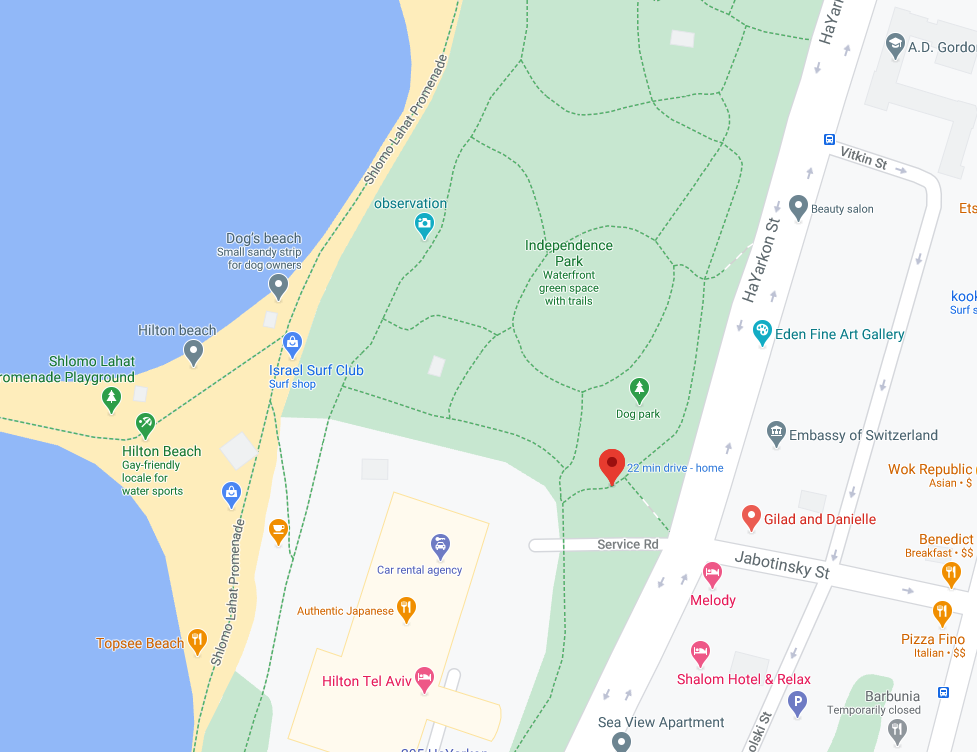 HaYarkon St
A.D. Gordo
Shlomo Lahat Promenade
Vitkin St
observation
Beauty salon
Ets
Dog's beach
Small sandy strip
for dog owners
Independence
Park
Waterfront
green space
with trails
HaYarkon St
kook
Surf s
Hilton beach
Eden Fine Art Gallery
Shlomo Lahat
romenade Playground
Israel Surf Club
Surf shop
Dog park
Embassy of Switzerland
Hilton Beach
Gay-friendly
locale for
water sports
22 min drive - home
Wok Republic
Asian • $
Gilad and Danielle
Service Rd
Benedict
Breakfast • $$
Car rental agency
Jabotinsky St
Shlomo Lahat Promenade
Melody
Authentic Japanese
Topsee Beach
Pizza Fino
Italian • $$
Hilton Tel Aviv
Shalom Hotel & Relax
P
Barbunia
Temporarily closed
Sea View Apartment
olski St
205 HaYarkon